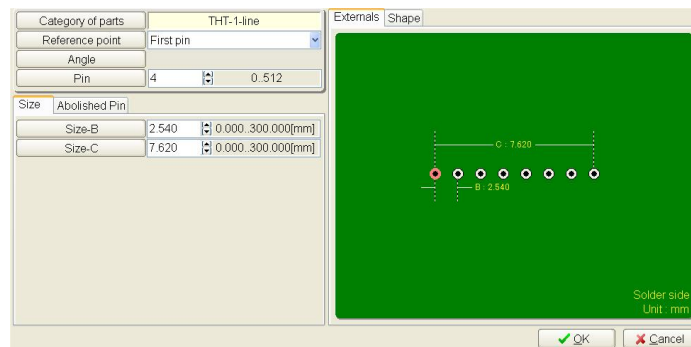 Category of parts THT-1-line
Reference point First pin
Angle
Pin 4 0..512
Size Abolished Pin
Size-B 2.540 0.000..300.000[mm]
Size-C 7.620 0.000..300.000[mm]
Externals Shape
C : 7.620
B : 2.540
Solder side
Unit : mm
OK Cancel